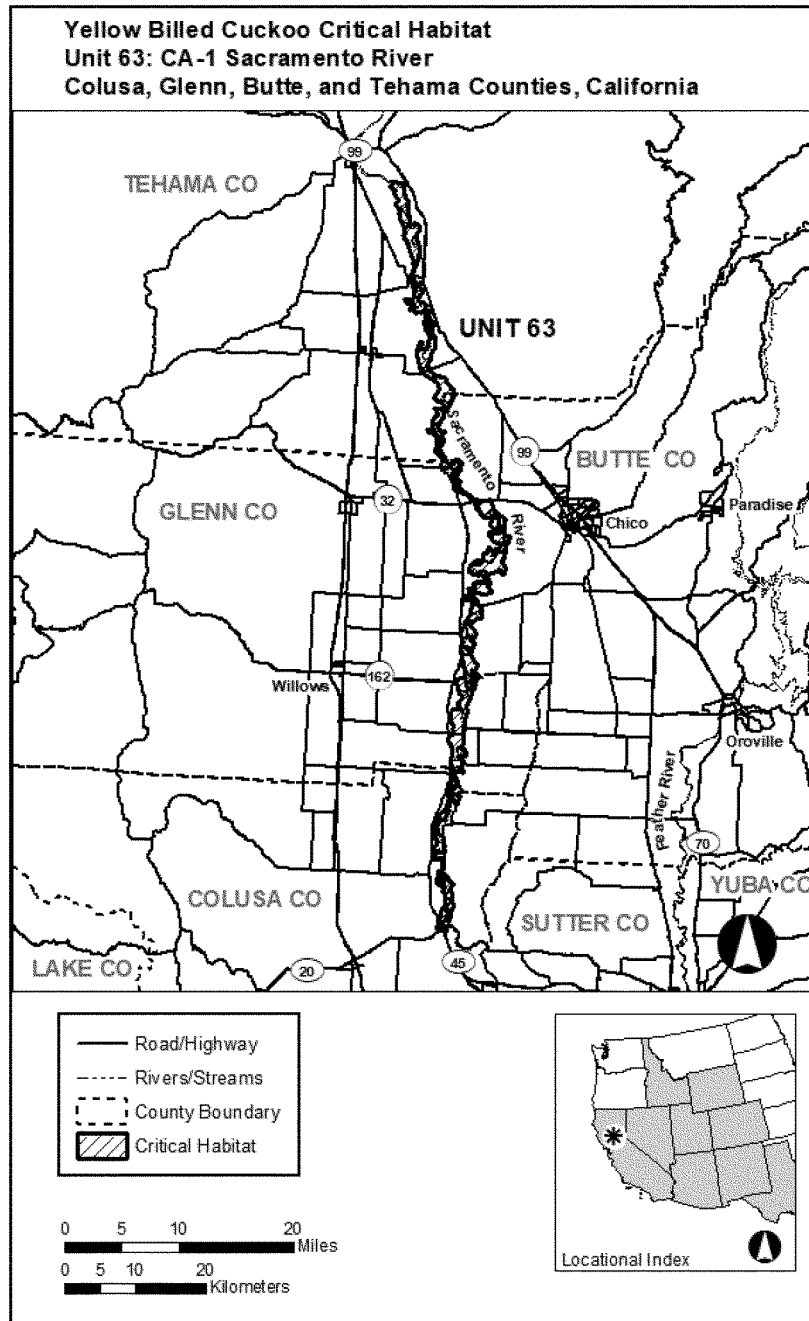 Yellow Billed Cuckoo Critical Habitat
Unit 63: CA-1 Sacramento River
Colusa, Glenn, Butte, and Tehama Counties, California
99
TEHAMA CO
UNIT 63
Sacramento
River
99
BUTTE CO
32
GLENN CO
Chico
Paradise
Willows
162
Oroville
Feather River
70
COLUSA CO
SUTTER CO
YUBA CO
LAKE CO
20
45
Road/Highway
Rivers/Streams
County Boundary
Critical Habitat
0 5 10 20
Miles
0 5 10 20
Kilometers
Locational Index